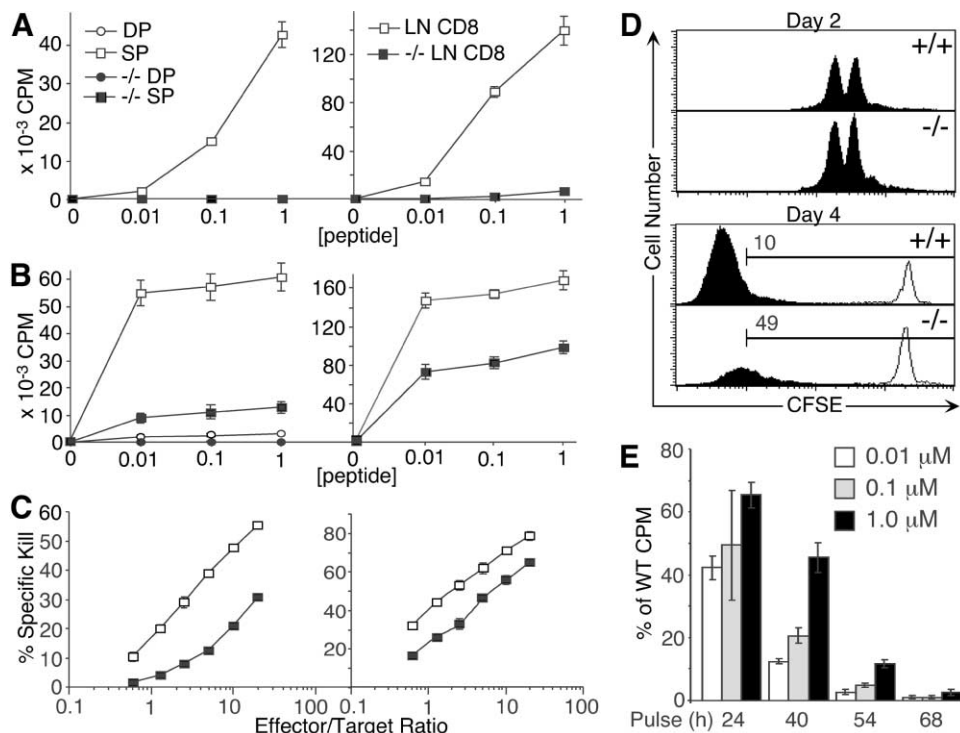 A
DP
SP
-/- DP
-/- SP
x 10⁻³ CPM
40
30
20
10
0
0 0.01 0.1 1
LN CD8
-/- LN CD8
140
100
60
20
0 0.01 0.1 1
[peptide]
B
x 10⁻³ CPM
60
50
40
30
20
10
0
0 0.01 0.1 1
160
120
80
40
0
0 0.01 0.1 1
[peptide]
C
% Specific Kill
60
50
40
30
20
10
0
0.1 1 10 100
80
60
40
20
0
0.1 1 10 100
Effector/Target Ratio
D
Cell Number
Day 2
+/+
-/-
Day 4
10
+/+
49
-/-
CFSE
E
% of WT CPM
80
60
40
20
0
0.01 μM
0.1 μM
1.0 μM
Pulse (h) 24 40 54 68